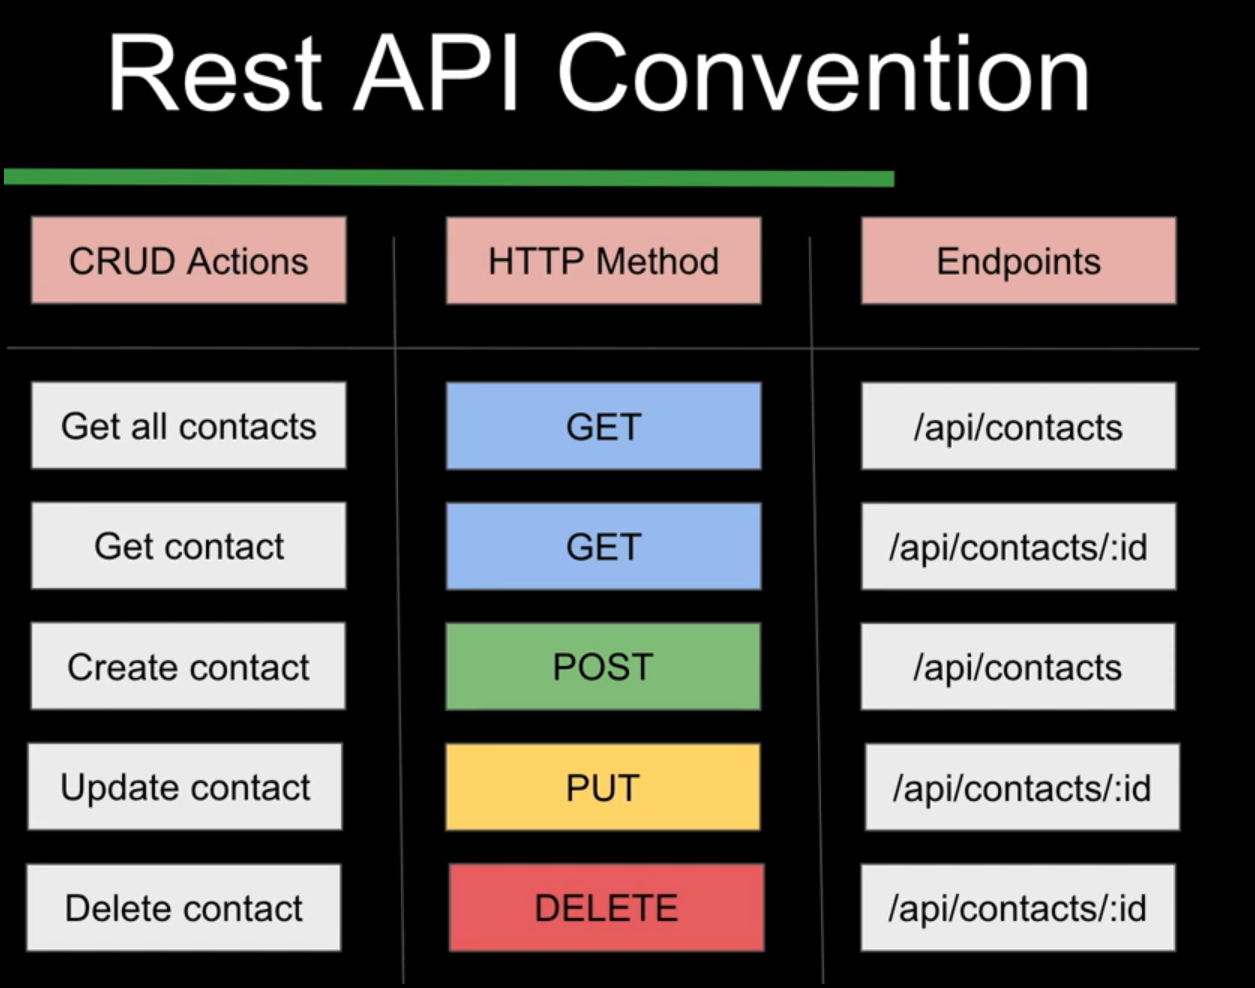 Rest API Convention
CRUD Actions HTTP Method Endpoints
Get all contacts GET /api/contacts
Get contact GET /api/contacts/:id
Create contact POST /api/contacts
Update contact PUT /api/contacts/:id
Delete contact DELETE /api/contacts/:id